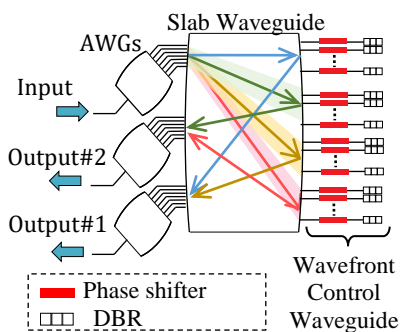 Slab Waveguide
AWGs
Input
Output#2
Output#1
Wavefront
Control
Waveguide
Phase shifter
DBR